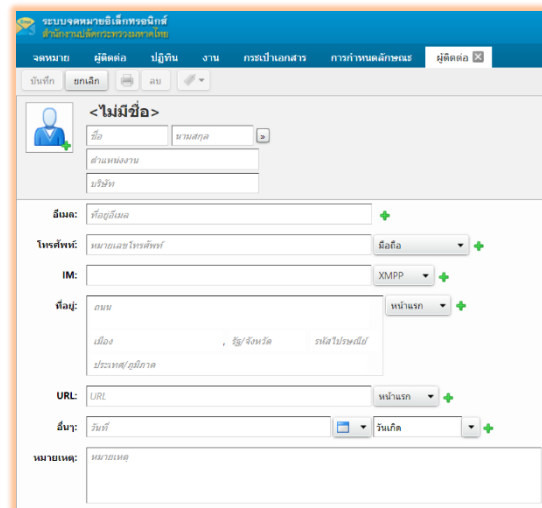 ระบบจดหมายอิเล็กทรอนิกส์
สำนักงานปลัดกระทรวงมหาดไทย
จดหมาย ผู้ติดต่อ ปฏิทิน งาน กระเป๋าเอกสาร การกำหนดลักษณะ ผู้ติดต่อ
บันทึก ยกเลิก ลบ
<ไม่มีชื่อ>
ชื่อ นามสกุล »
ตำแหน่งงาน
บริษัท
อีเมล: ที่อยู่อีเมล
โทรศัพท์: หมายเลขโทรศัพท์ มือถือ
IM: XMPP
ที่อยู่: ถนน หน้าแรก
เมือง , รัฐ/จังหวัด รหัสไปรษณีย์
ประเทศ/ภูมิภาค
URL: URL หน้าแรก
อื่นๆ: วันที่ วันเกิด
หมายเหตุ: หมายเหตุ